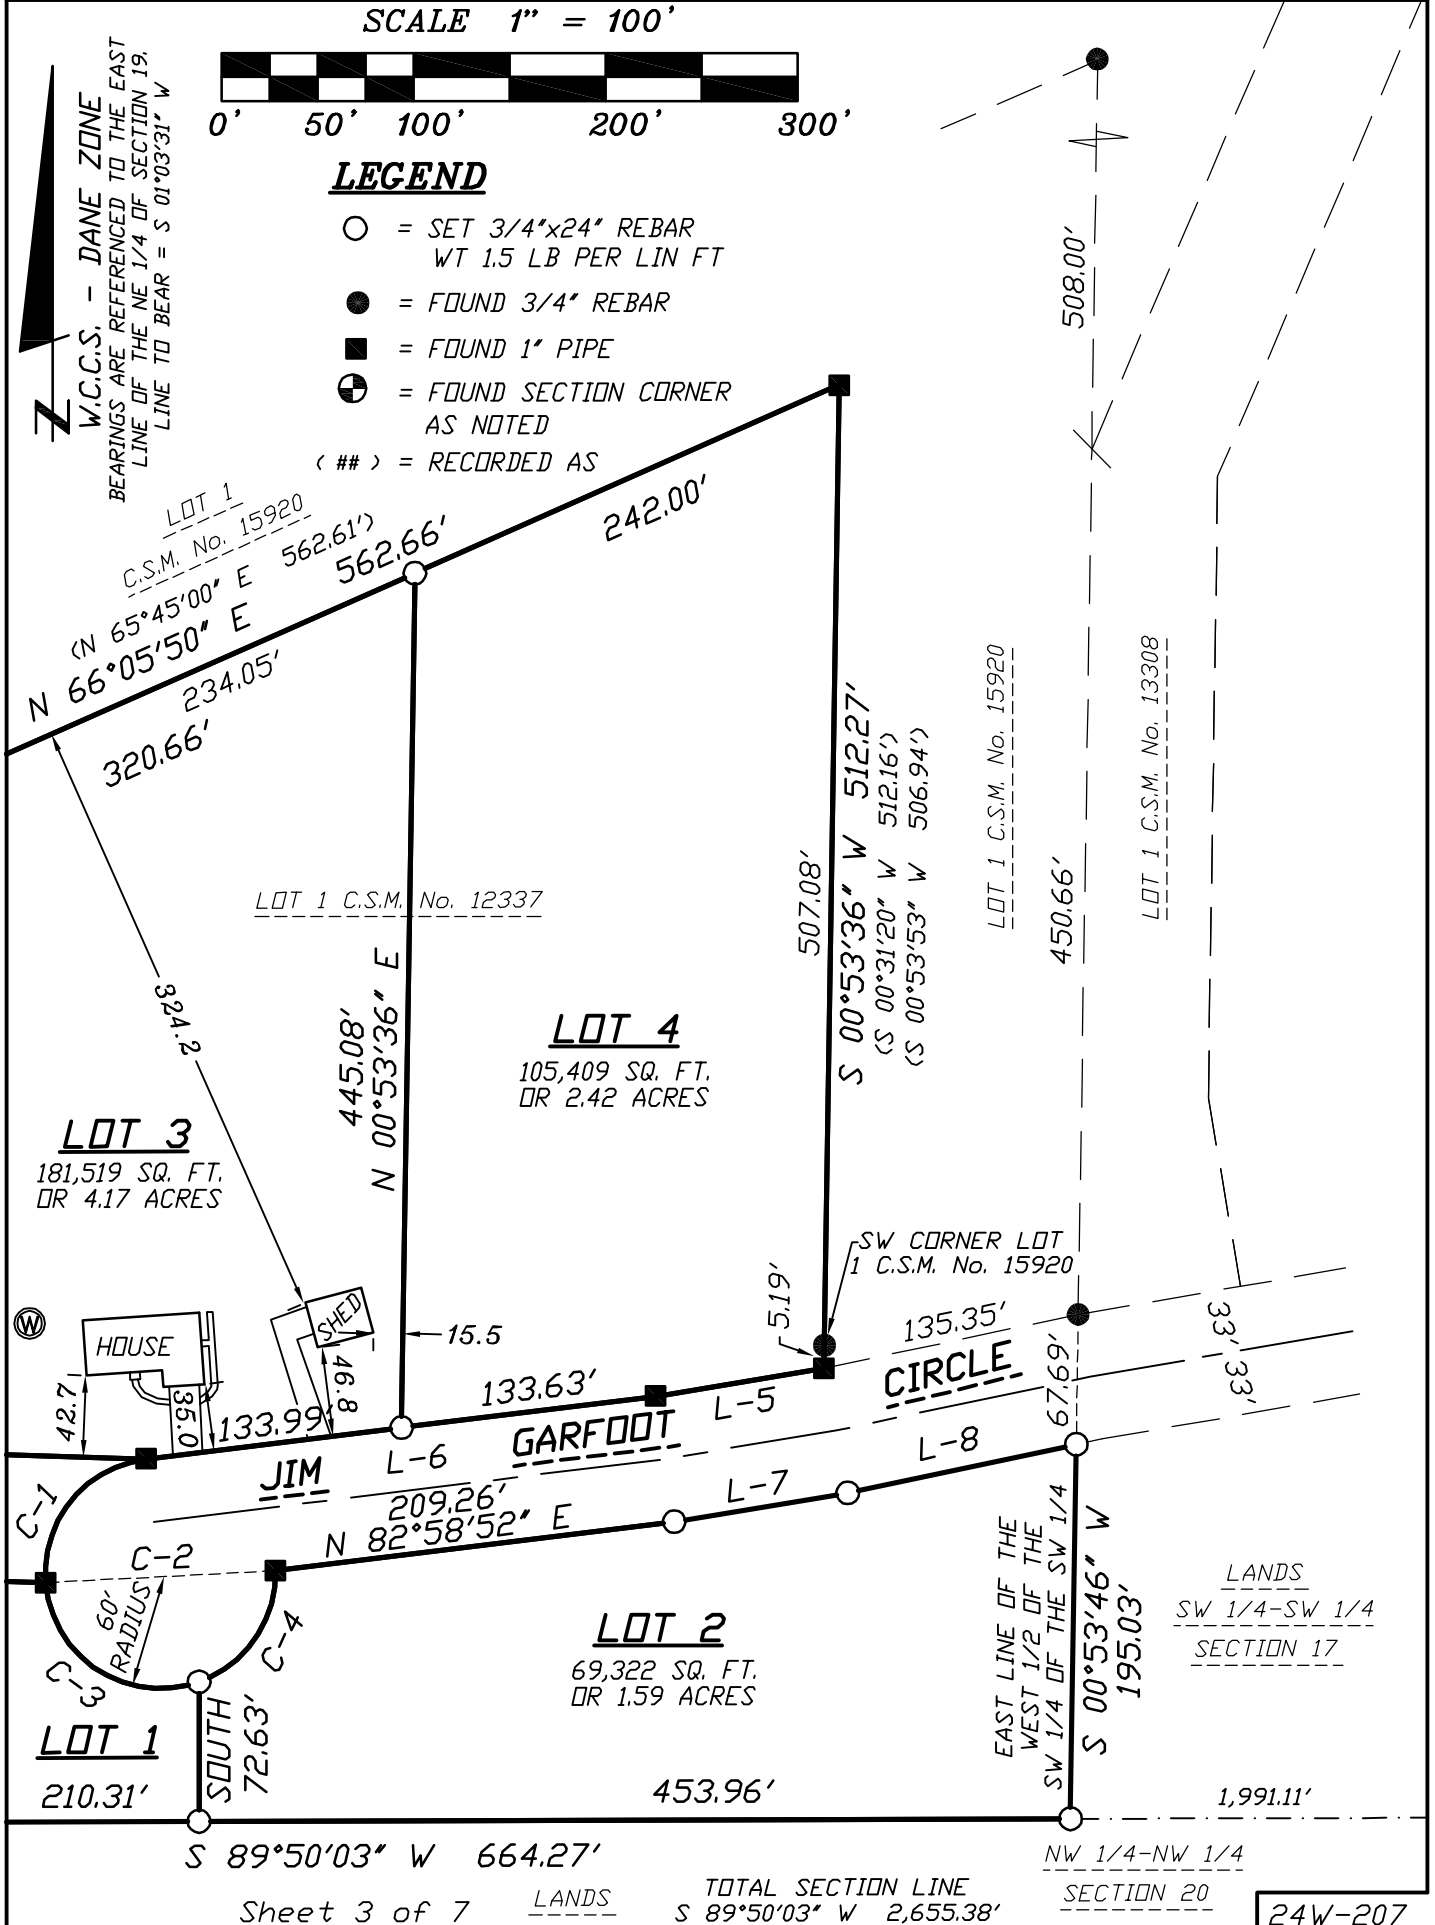 SCALE 1" = 100'
0' 50' 100' 200' 300'
W.C.C.S. - DANE ZONE
BEARINGS ARE REFERENCED TO THE EAST
LINE OF THE NE 1/4 OF SECTION 19.
LINE TO BEAR = S 01°03'31" W
N
LEGEND
= SET 3/4"x24" REBAR
WT 1.5 LB PER LIN FT
= FOUND 3/4" REBAR
= FOUND 1" PIPE
= FOUND SECTION CORNER
AS NOTED
( ## ) = RECORDED AS
LOT 1
C.S.M. No. 15920
(N 65°45'00" E 562.61')
N 66°05'50" E 562.66'
234.05'
320.66'
242.00'
508.00'
LOT 1 C.S.M. No. 12337
324.2
445.08'
N 00°53'36" E
507.08'
S 00°53'36" W 512.27'
(S 00°31'20" W 512.16')
(S 00°53'53" W 506.94')
LOT 1 C.S.M. No. 15920
450.66'
LOT 1 C.S.M. No. 13308
LOT 4
105,409 SQ. FT.
OR 2.42 ACRES
LOT 3
181,519 SQ. FT.
OR 4.17 ACRES
W
HOUSE
SHED
15.5
46.8
42.7
35.0
SW CORNER LOT
1 C.S.M. No. 15920
5.19'
135.35'
133.99'
133.63'
L-5
L-6
JIM GARFOOT CIRCLE
67.69'
33'
33'
L-7
L-8
209.26'
N 82°58'52" E
C-1
C-2
60'
RADIUS
C-3
C-4
LOT 2
69,322 SQ. FT.
OR 1.59 ACRES
EAST LINE OF THE
WEST 1/2 OF THE
SW 1/4 OF THE SW 1/4
S 00°53'46" W
195.03'
LANDS
SW 1/4-SW 1/4
SECTION 17
LOT 1
SOUTH
72.63'
210.31'
453.96'
1,991.11'
S 89°50'03" W 664.27'
NW 1/4-NW 1/4
SECTION 20
Sheet 3 of 7
LANDS
TOTAL SECTION LINE
S 89°50'03" W 2,655.38'
24W-207